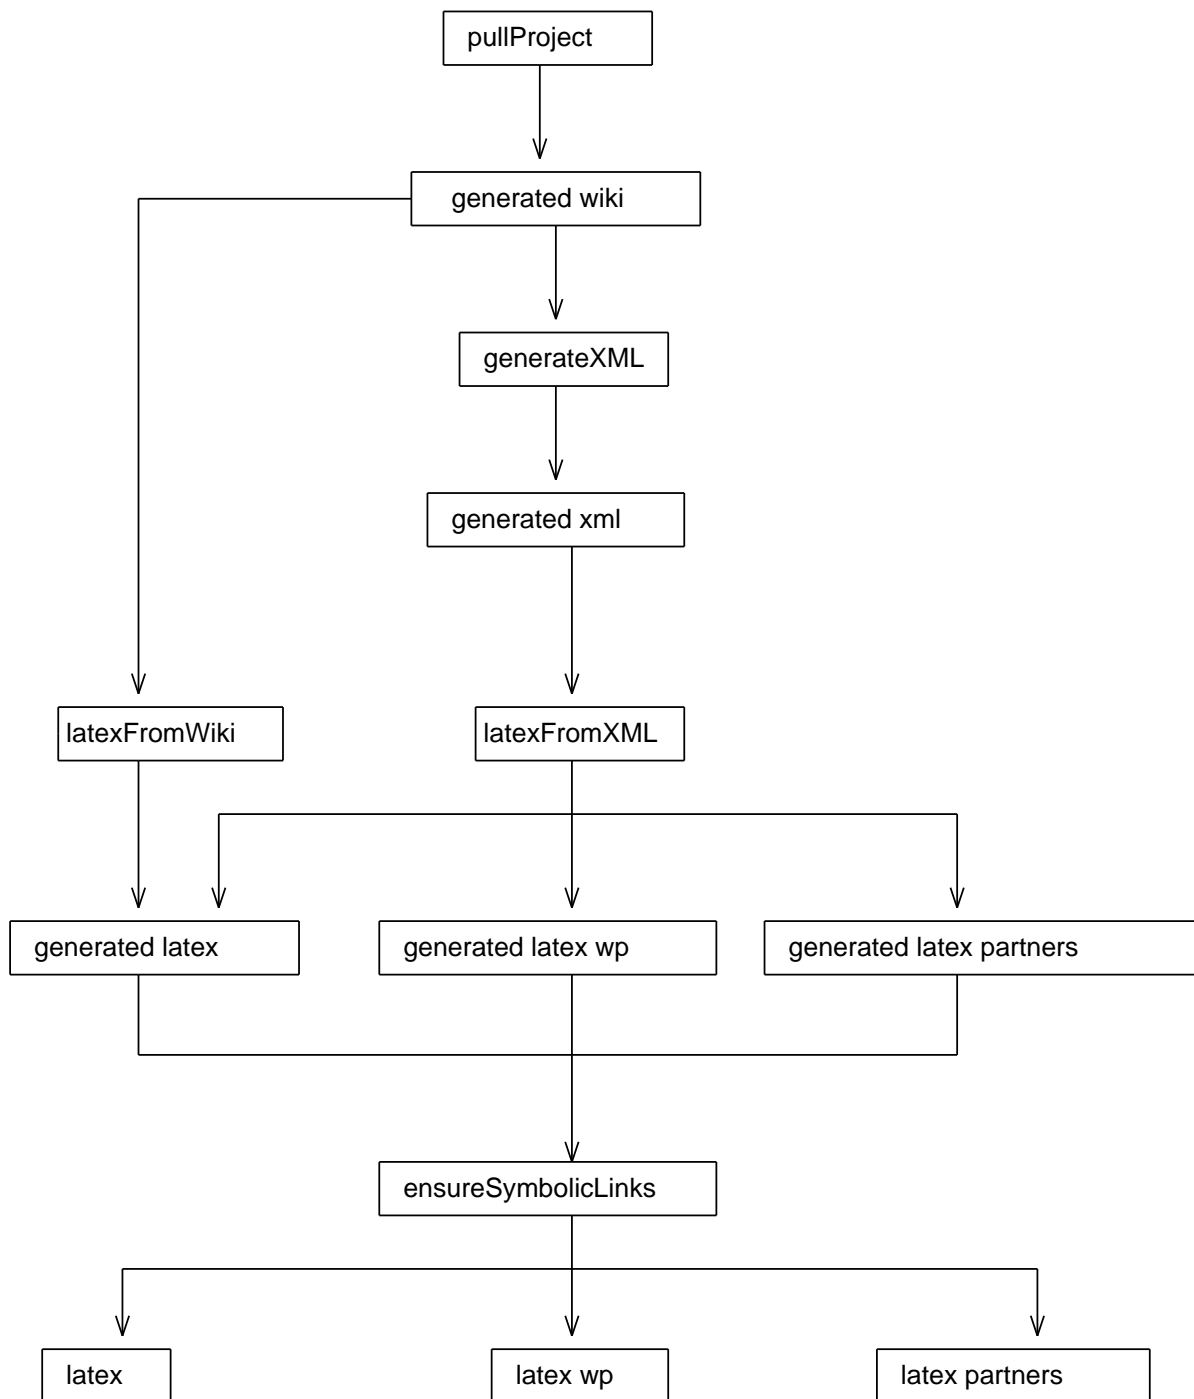 pullProject
generated wiki
generateXML
generated xml
latexFromWiki
latexFromXML
generated latex
generated latex wp
generated latex partners
ensureSymbolicLinks
latex
latex wp
latex partners